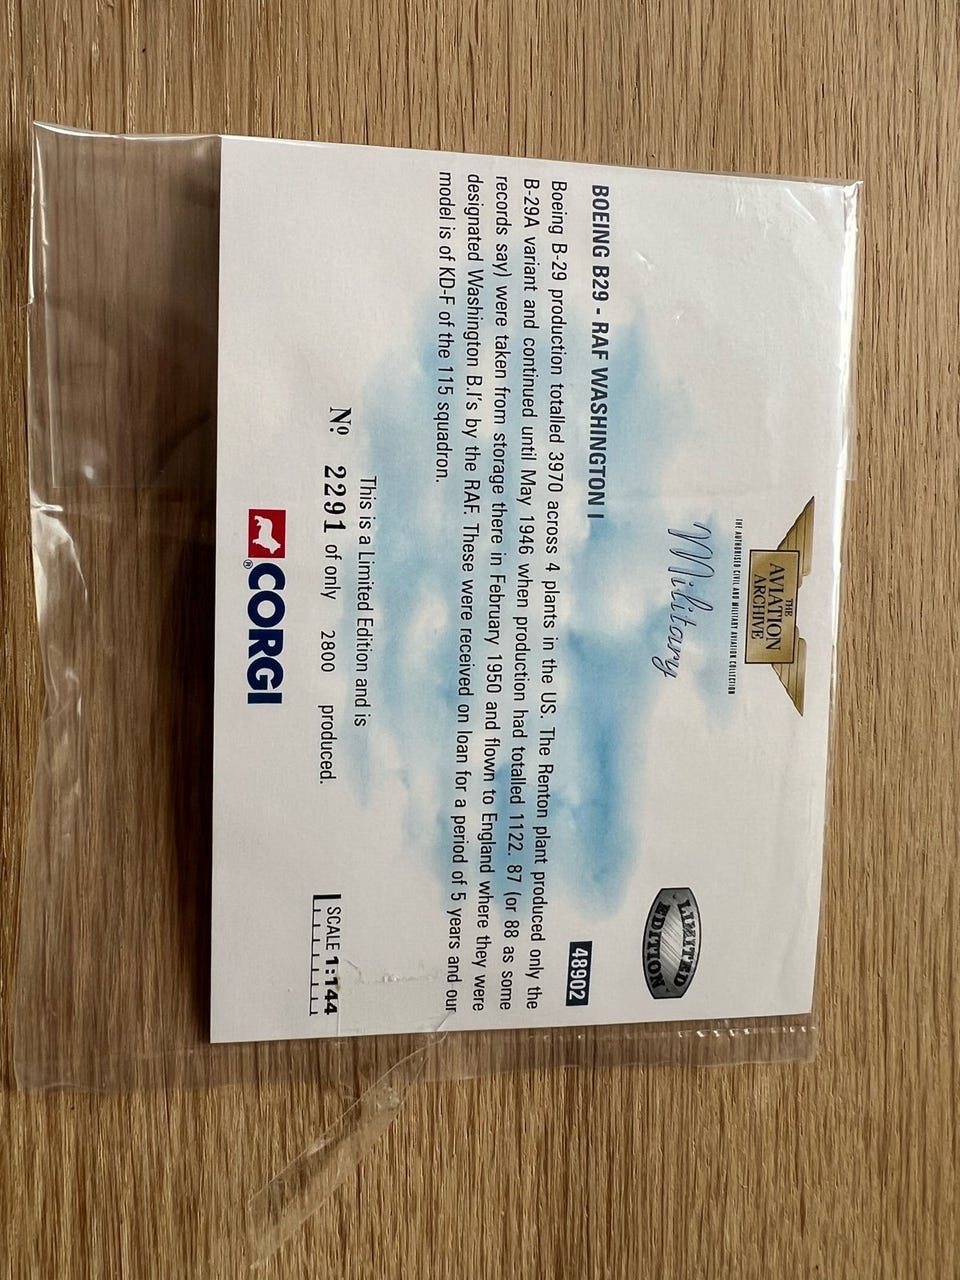 THE
AVIATION
ARCHIVE
THE AUTHORISED CIVIL AND MILITARY AVIATION COLLECTION
Military
LIMITED
EDITION
BOEING B29 - RAF WASHINGTON I
48902
Boeing B-29 production totalled 3970 across 4 plants in the US. The Renton plant produced only the
B-29A variant and continued until May 1946 when production had totalled 1122. 87 (or 88 as some
records say) were taken from storage there in February 1950 and flown to England where they were
designated Washington B.I's by the RAF. These were received on loan for a period of 5 years and our
model is of KD-F of the 115 squadron.
This is a Limited Edition and is
Nº 2291 of only 2800 produced.
SCALE 1:144
®CORGI